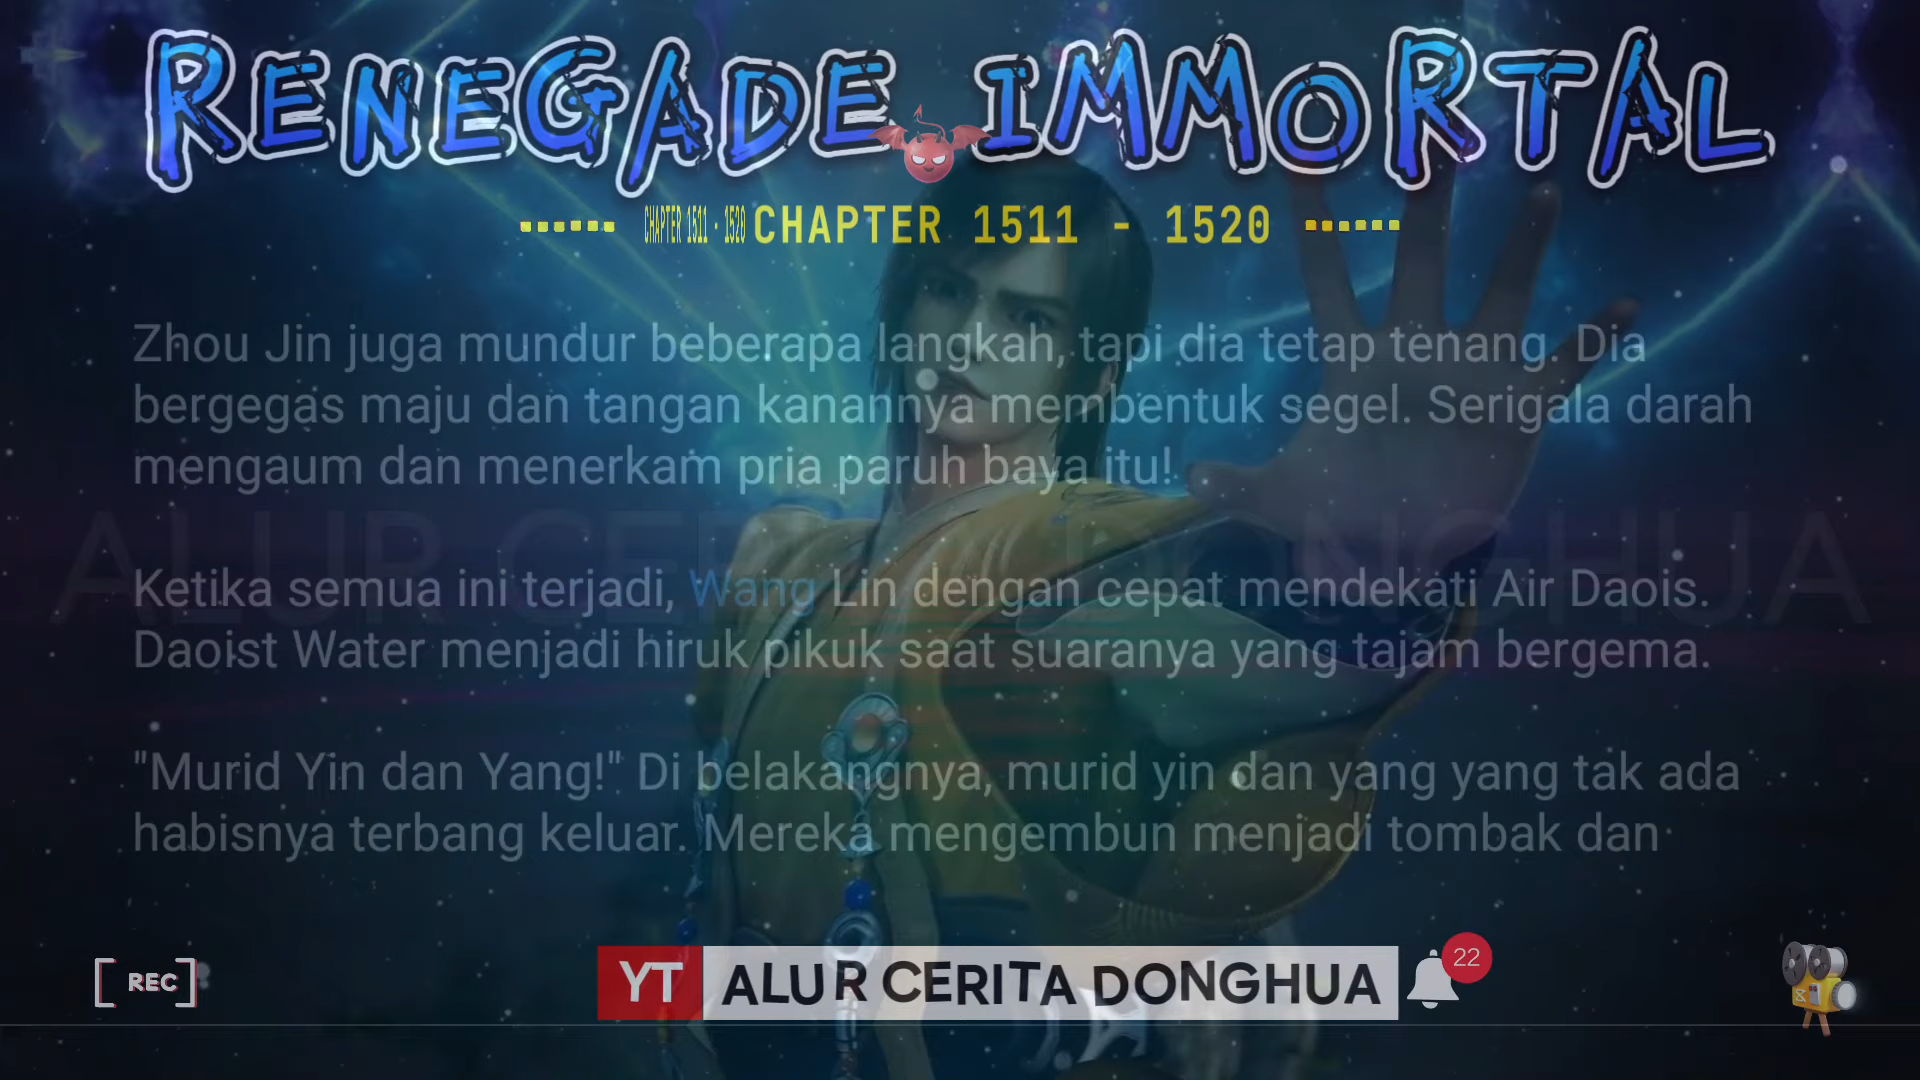 RENEGADE IMMORTAL
CHAPTER 1511 - 1520 CHAPTER 1511 - 1520
Zhou Jin juga mundur beberapa langkah, tapi dia tetap tenang. Dia
bergegas maju dan tangan kanannya membentuk segel. Serigala darah
mengaum dan menerkam pria paruh baya itu!
ALUR CERITA DONGHUA
Ketika semua ini terjadi, Wang Lin dengan cepat mendekati Air Daois.
Daoist Water menjadi hiruk pikuk saat suaranya yang tajam bergema.
"Murid Yin dan Yang!" Di belakangnya, murid yin dan yang yang tak ada
habisnya terbang keluar. Mereka mengembun menjadi tombak dan
[ REC ]
YT ALUR CERITA DONGHUA
22